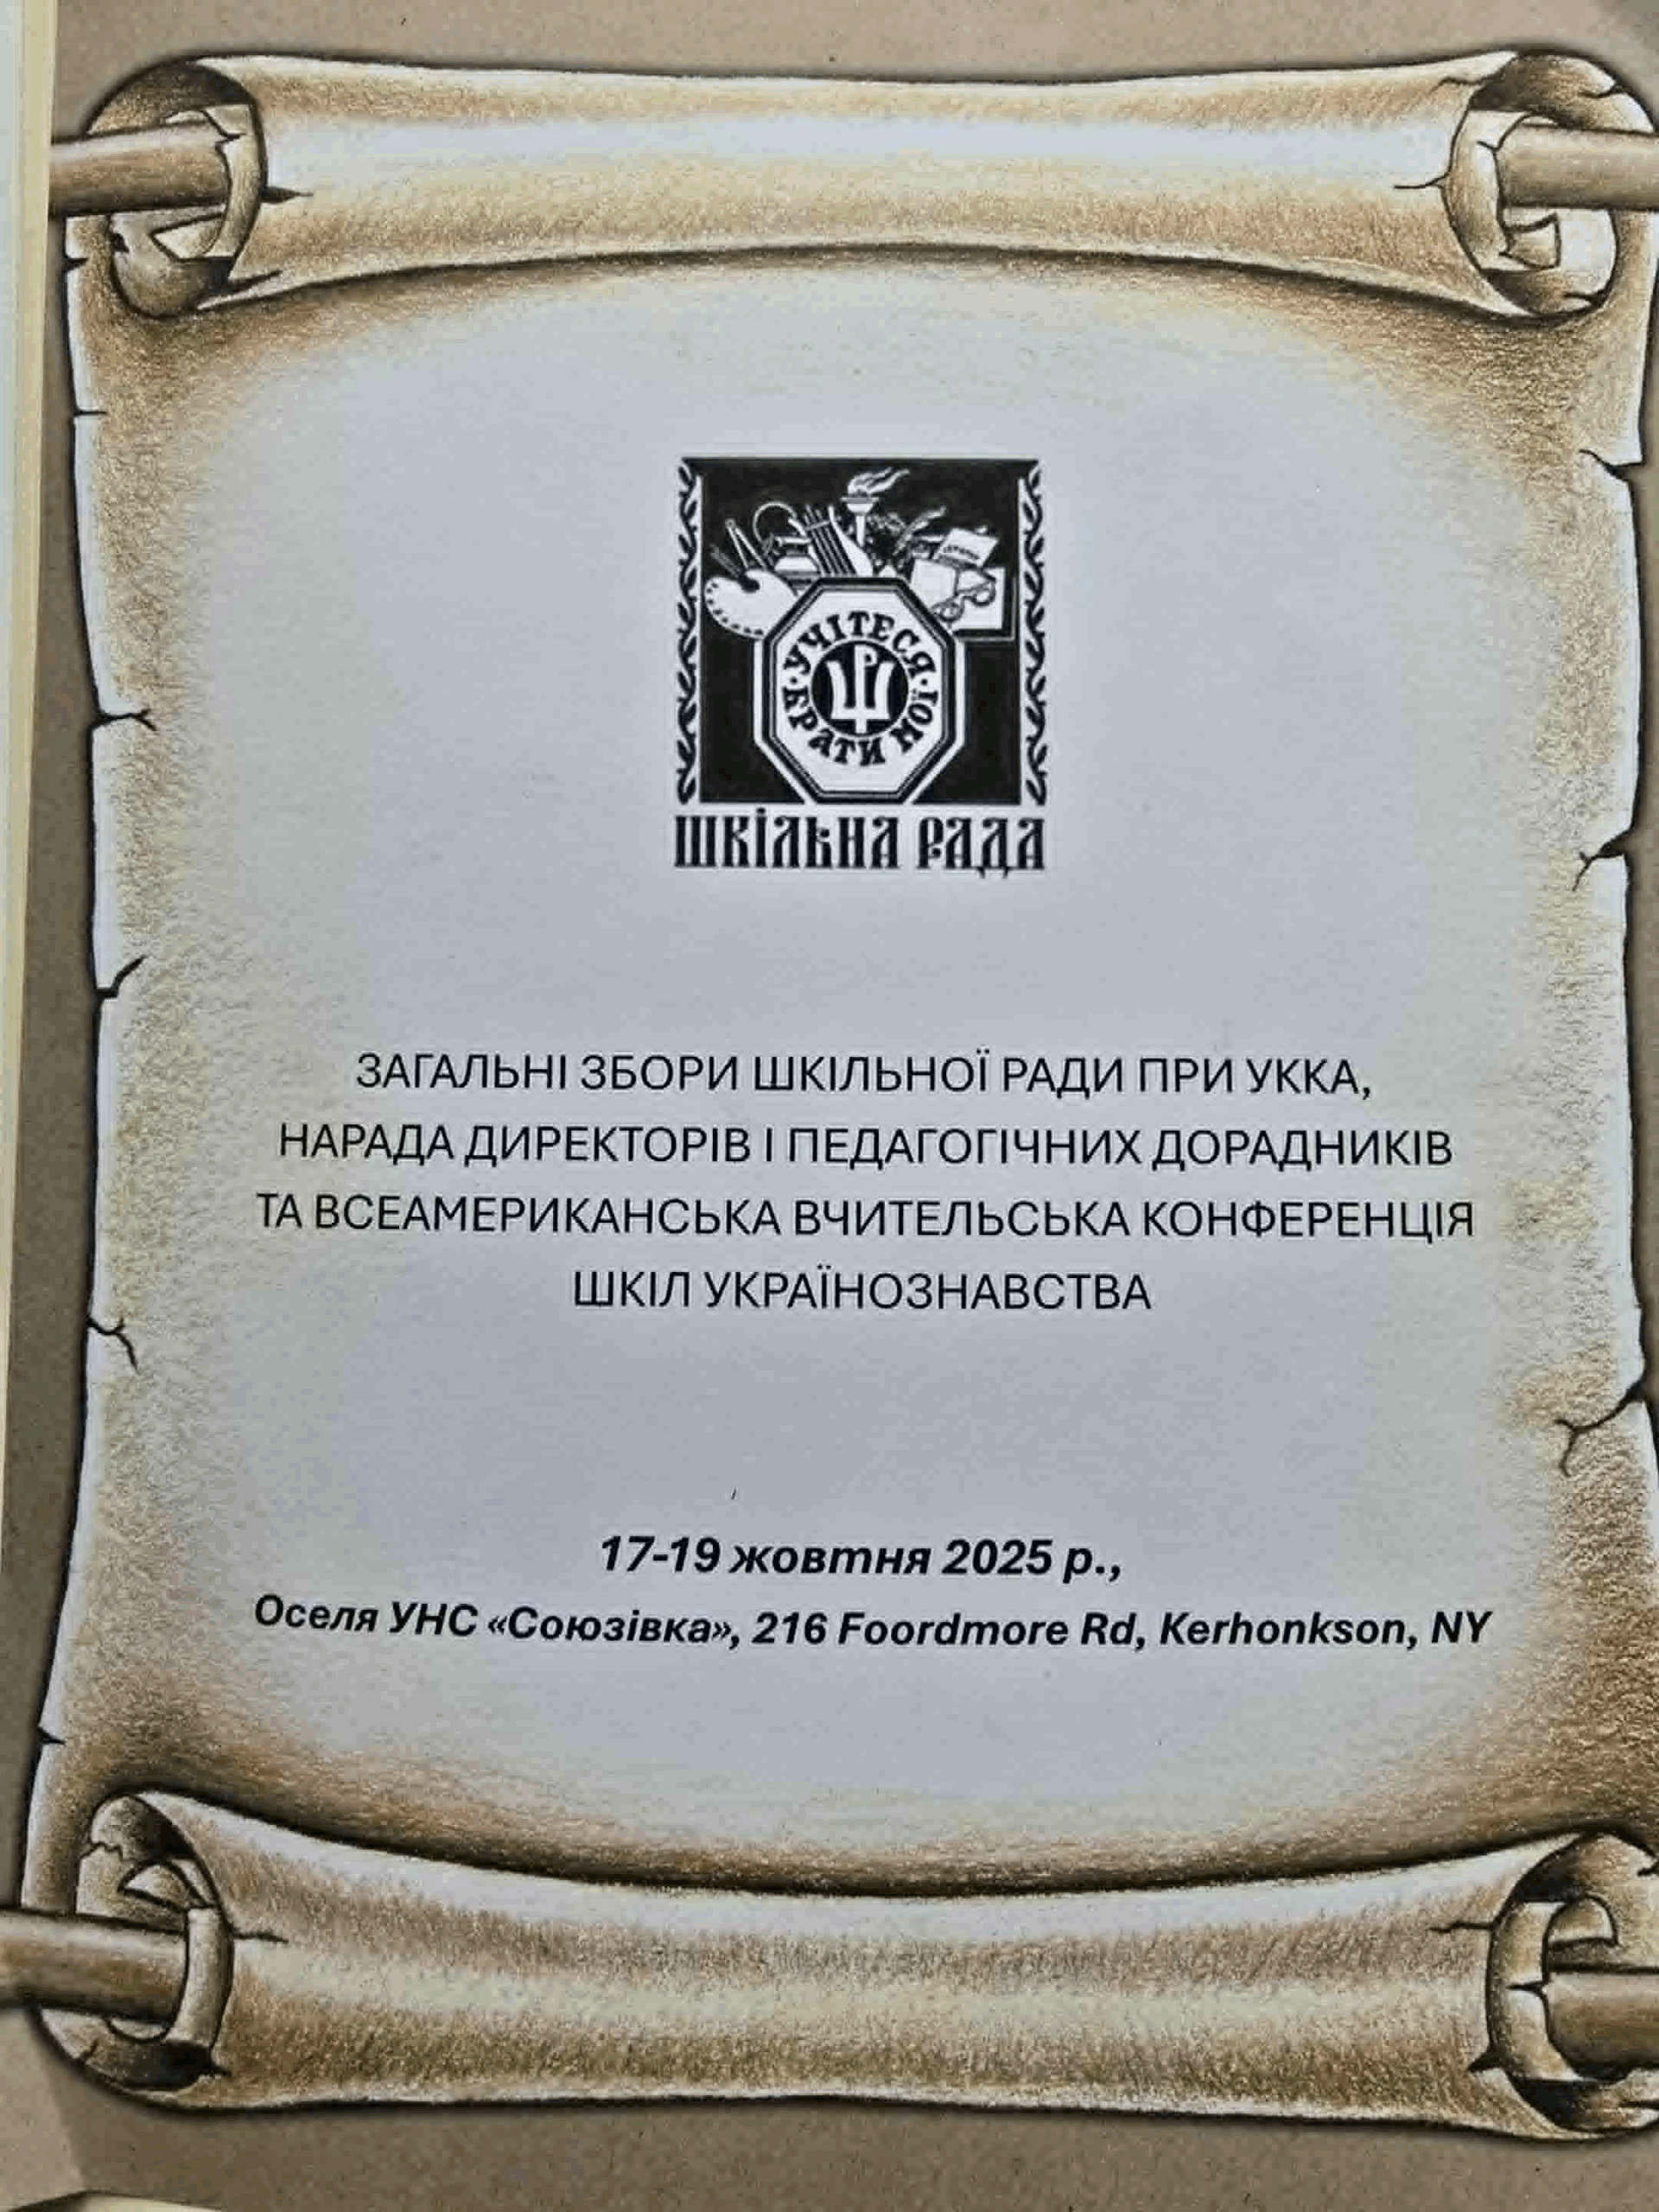 УЧІТЕСЯ
БРАТИ МОЇ
ШКІЛЬНА РАДА
ЗАГАЛЬНІ ЗБОРИ ШКІЛЬНОЇ РАДИ ПРИ УККА,
НАРАДА ДИРЕКТОРІВ І ПЕДАГОГІЧНИХ ДОРАДНИКІВ
ТА ВСЕАМЕРИКАНСЬКА ВЧИТЕЛЬСЬКА КОНФЕРЕНЦІЯ
ШКІЛ УКРАЇНОЗНАВСТВА
17-19 жовтня 2025 р.,
Оселя УНС «Союзівка», 216 Foordmore Rd, Kerhonkson, NY